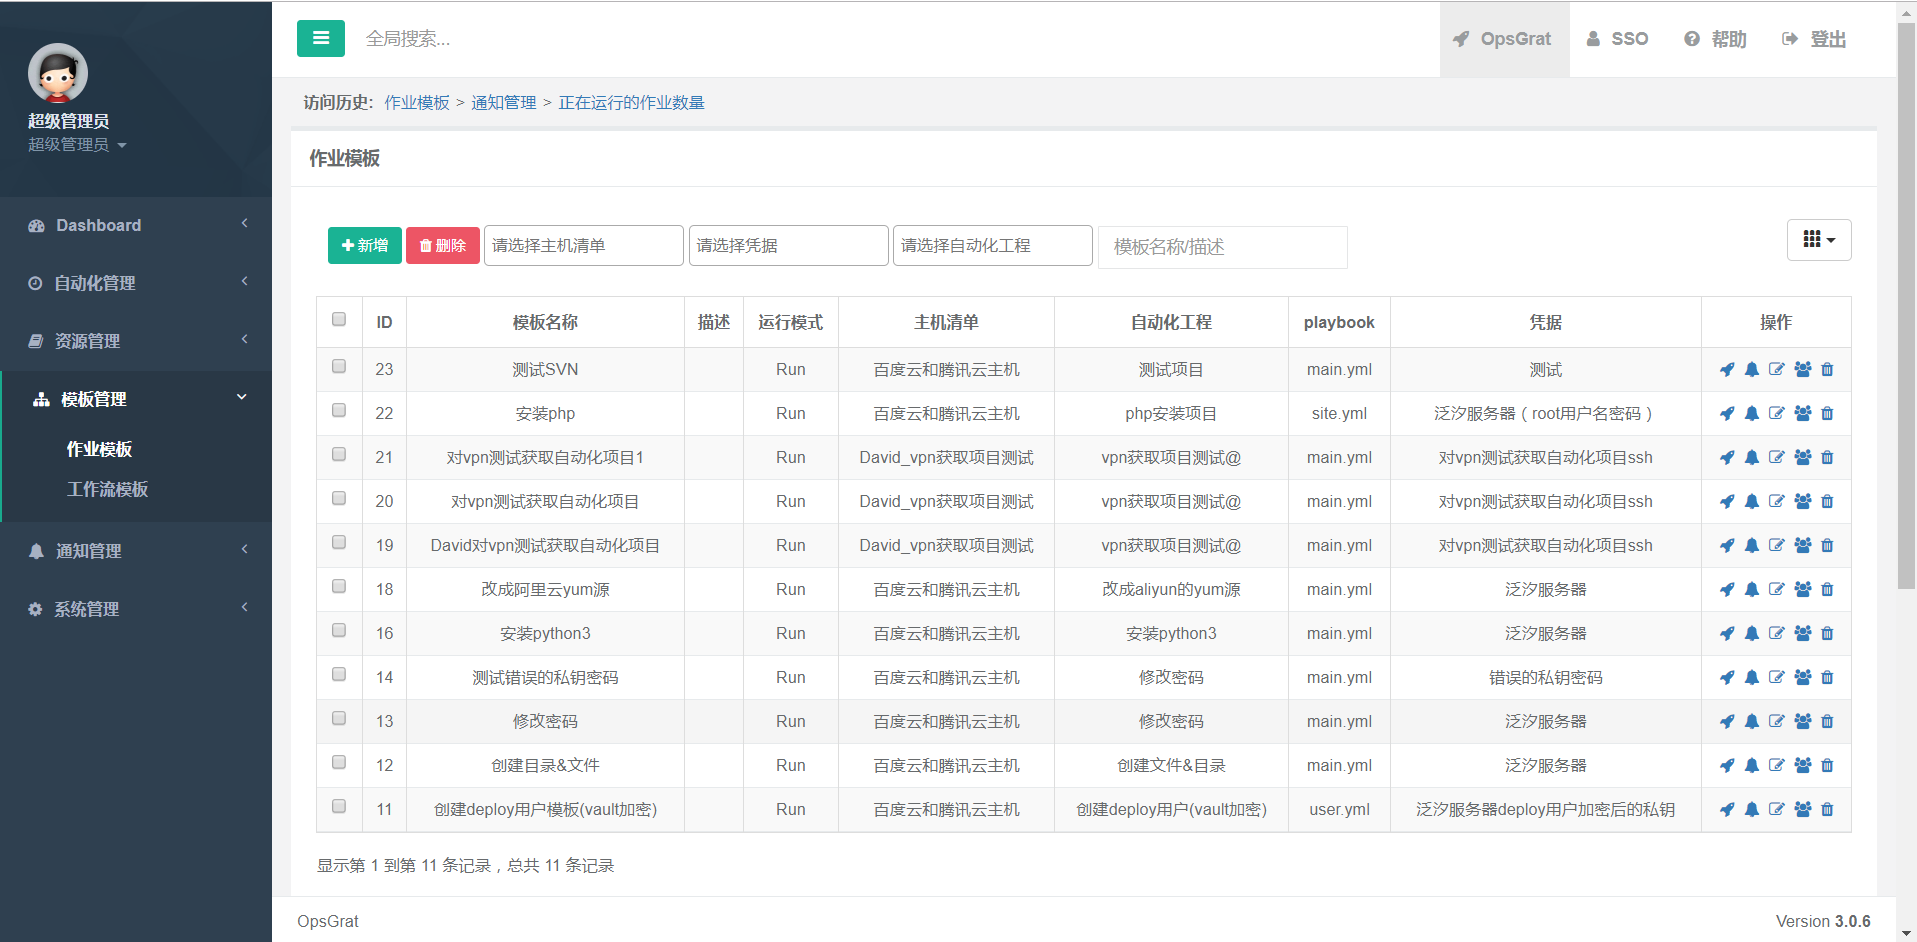 超级管理员
超级管理员
Dashboard
自动化管理
资源管理
模板管理
作业模板
工作流模板
通知管理
系统管理
全局搜索...
OpsGrat SSO 帮助 登出
访问历史: 作业模板 > 通知管理 > 正在运行的作业数量
作业模板
新增 删除 请选择主机清单 请选择凭据 请选择自动化工程 模板名称/描述
ID 模板名称 描述 运行模式 主机清单 自动化工程 playbook 凭据 操作
23 测试SVN Run 百度云和腾讯云主机 测试项目 main.yml 测试
22 安装php Run 百度云和腾讯云主机 php安装项目 site.yml 泛汐服务器（root用户名密码）
21 对vpn测试获取自动化项目1 Run David_vpn获取项目测试 vpn获取项目测试@ main.yml 对vpn测试获取自动化项目ssh
20 对vpn测试获取自动化项目 Run David_vpn获取项目测试 vpn获取项目测试@ main.yml 对vpn测试获取自动化项目ssh
19 David对vpn测试获取自动化项目 Run David_vpn获取项目测试 vpn获取项目测试@ main.yml 对vpn测试获取自动化项目ssh
18 改成阿里云yum源 Run 百度云和腾讯云主机 改成aliyun的yum源 main.yml 泛汐服务器
16 安装python3 Run 百度云和腾讯云主机 安装python3 main.yml 泛汐服务器
14 测试错误的私钥密码 Run 百度云和腾讯云主机 修改密码 main.yml 错误的私钥密码
13 修改密码 Run 百度云和腾讯云主机 修改密码 main.yml 泛汐服务器
12 创建目录&文件 Run 百度云和腾讯云主机 创建文件&目录 main.yml 泛汐服务器
11 创建deploy用户模板(vault加密) Run 百度云和腾讯云主机 创建deploy用户(vault加密) user.yml 泛汐服务器deploy用户加密后的私钥
显示第 1 到第 11 条记录，总共 11 条记录
OpsGrat Version 3.0.6